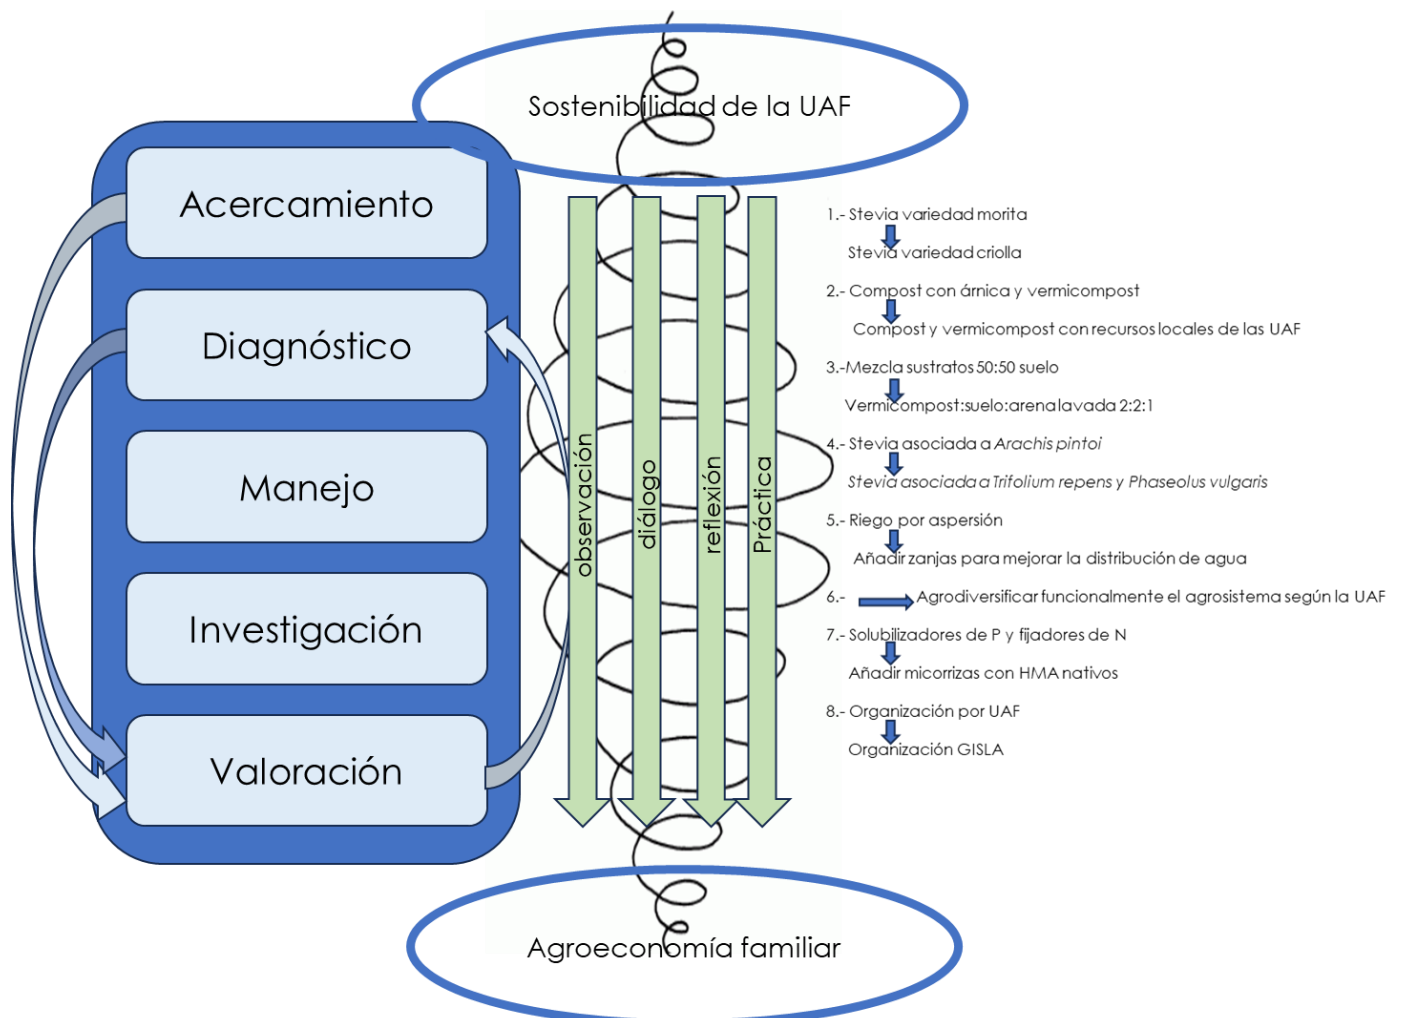 Sostenibilidad de la UAF
Acercamiento
Diagnóstico
Manejo
Investigación
Valoración
observación
diálogo
reflexión
Práctica
1.- Stevia variedad morita
Stevia variedad criolla
2.- Compost con árnica y vermicompost
Compost y vermicompost con recursos locales de las UAF
3.-Mezcla sustratos 50:50 suelo
Vermicompost:suelo:arena lavada 2:2:1
4.- Stevia asociada a Arachis pintoi
Stevia asociada a Trifolium repens y Phaseolus vulgaris
5.- Riego por aspersión
Añadir zanjas para mejorar la distribución de agua
6.- Agrodiversificar funcionalmente el agrosistema según la UAF
7.- Solubilizadores de P y fijadores de N
Añadir micorrizas con HMA nativos
8.- Organización por UAF
Organización GISLA
Agroeconomía familiar